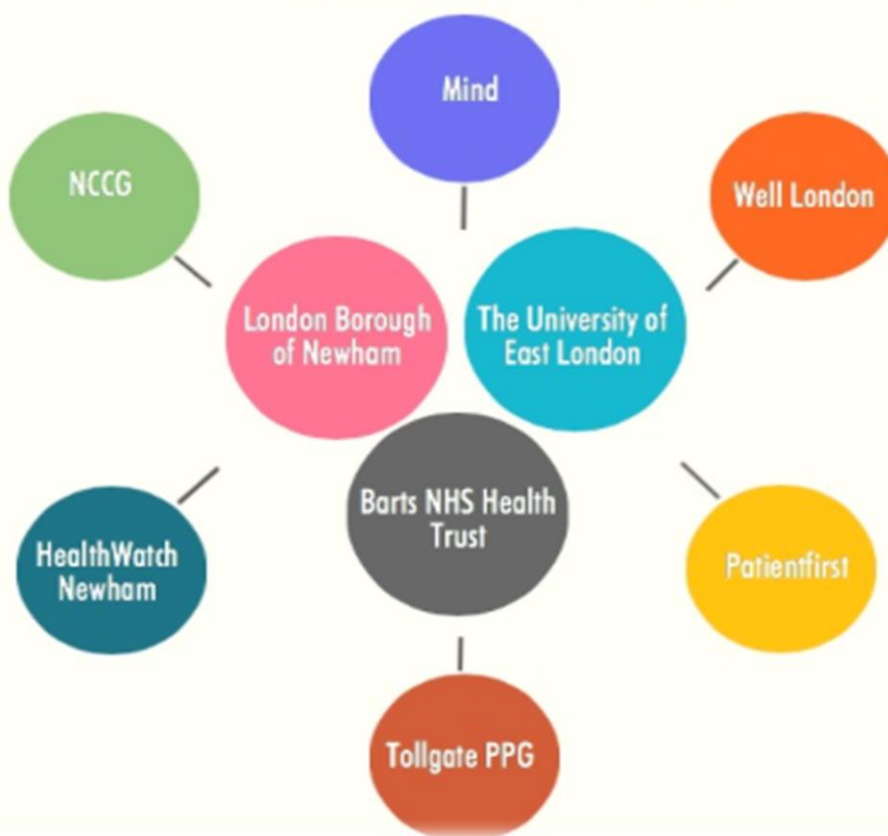 Mind
NCCG
Well London
London Borough
of Newham
The University of
East London
Barts NHS Health
Trust
HealthWatch
Newham
Patientfirst
Tollgate PPG